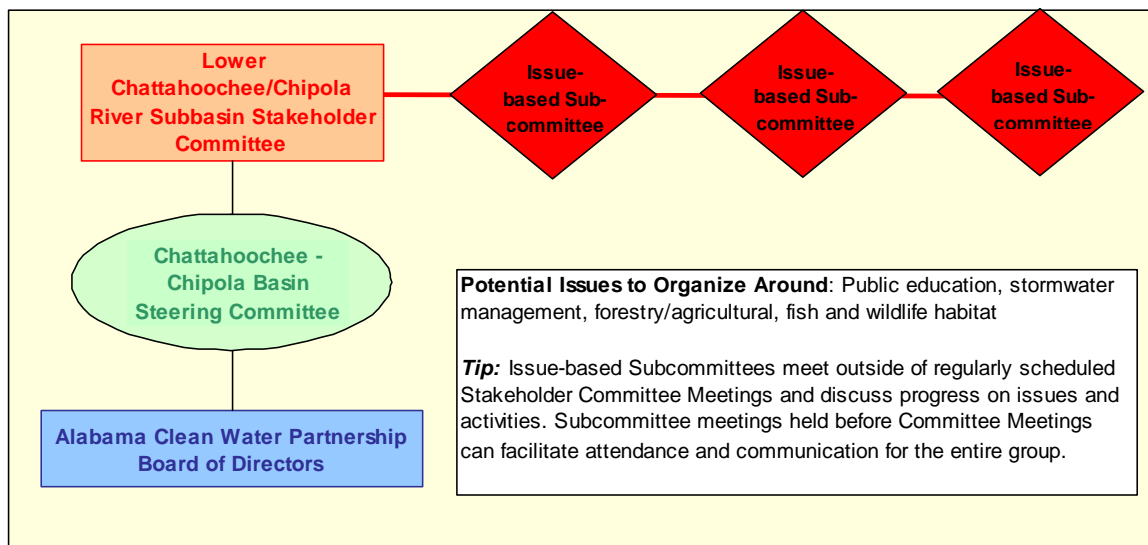 Lower
Chattahoochee/Chipola
River Subbasin Stakeholder
Committee
Issue-
based Sub-
committee
Issue-
based Sub-
committee
Issue-
based Sub-
committee
Chattahoochee -
Chipola Basin
Steering Committee
Alabama Clean Water Partnership
Board of Directors
Potential Issues to Organize Around: Public education, stormwater
management, forestry/agricultural, fish and wildlife habitat
Tip: Issue-based Subcommittees meet outside of regularly scheduled
Stakeholder Committee Meetings and discuss progress on issues and
activities. Subcommittee meetings held before Committee Meetings
can facilitate attendance and communication for the entire group.